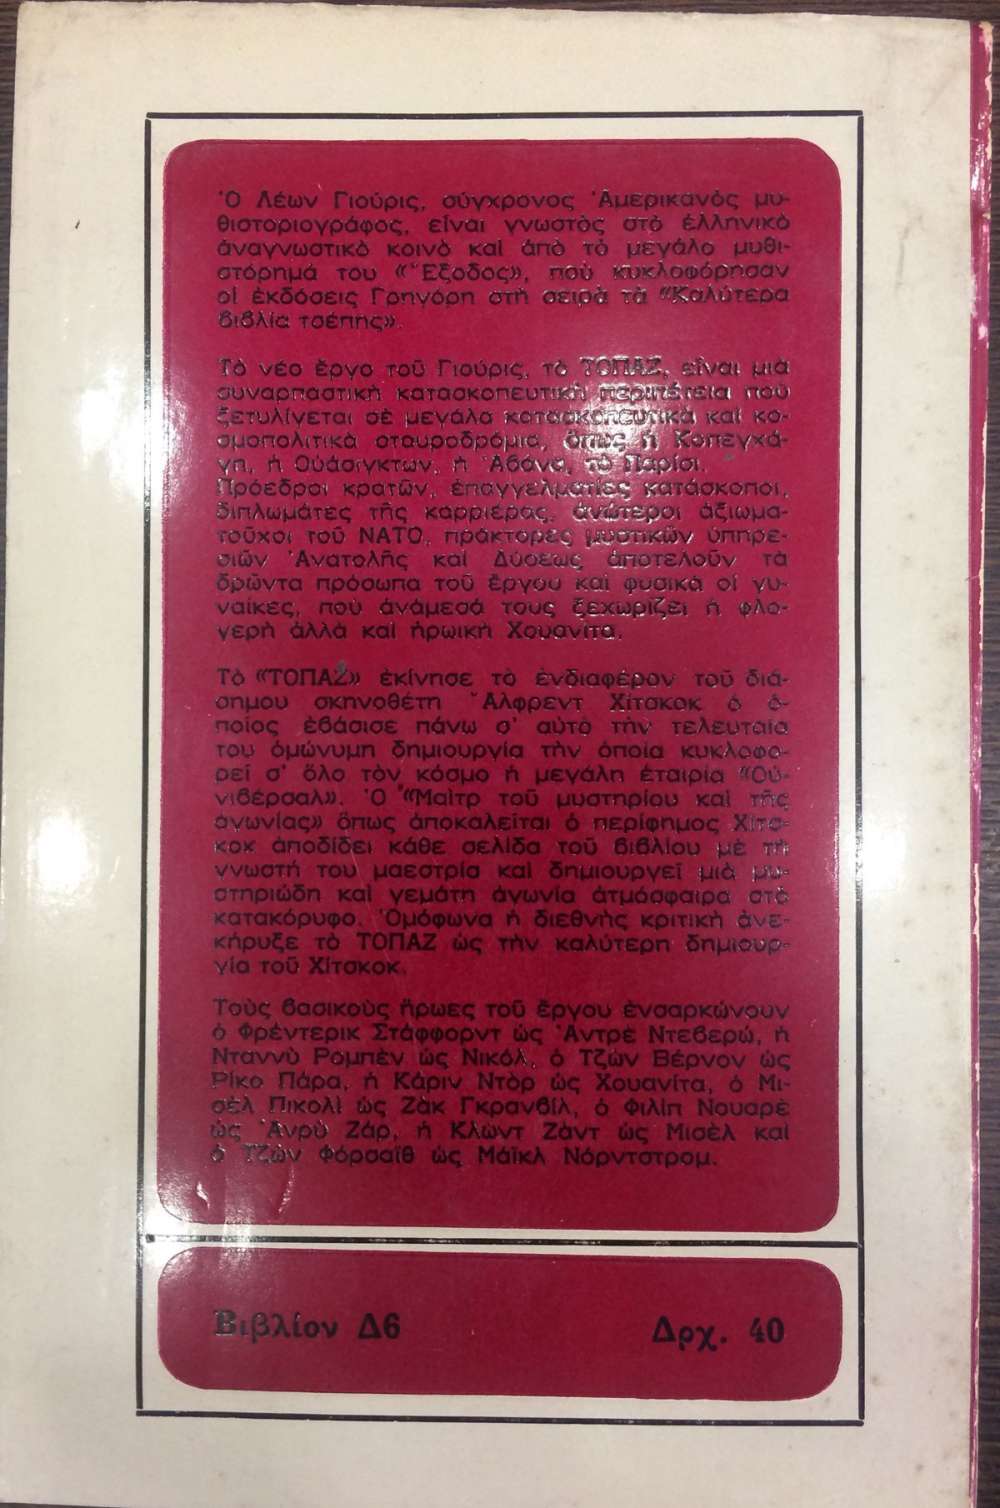 Ὁ Λέων Γιούρις, σύγχρονος Ἀμερικανὸς μυ-
θιστοριογράφος, εἶναι γνωστὸς στὸ ἑλληνικὸ
ἀναγνωστικὸ κοινὸ καὶ ἀπὸ τὸ μεγάλο μυθι-
στόρημά του «Ἔξοδος», ποὺ κυκλοφόρησαν
οἱ ἐκδόσεις Γρηγόρη στὴ σειρὰ τὰ «Καλύτερα
βιβλία τσέπης».
Τὸ νέο ἔργο τοῦ Γιούρις, τὸ ΤΟΠΑΖ, εἶναι μιὰ
συναρπαστικὴ κατασκοπευτικὴ περιπέτεια ποὺ
ξετυλίγεται σὲ μεγάλα κατασκοπευτικὰ καὶ κο-
σμοπολιτικὰ σταυροδρόμια, ὅπως ἡ Κοπεγχά-
γη, ἡ Οὐάσιγκτων, ἡ Ἀβάνα, τὸ Παρίσι.
Πρόεδροι κρατῶν, ἐπαγγελματίες κατάσκοποι,
διπλωμάτες τῆς καρριέρας, ἀνώτεροι ἀξιωμα-
τοῦχοι τοῦ ΝΑΤΟ, πράκτορες μυστικῶν ὑπηρε-
σιῶν Ἀνατολῆς καὶ Δύσεως ἀποτελοῦν τὰ
δρῶντα πρόσωπα τοῦ ἔργου καὶ φυσικὰ οἱ γυ-
ναίκες, ποὺ ἀνάμεσά τους ξεχωρίζει ἡ φλο-
γερὴ ἀλλὰ καὶ ἡρωικὴ Χουανίτα.
Τὸ «ΤΟΠΑΖ» ἐκίνησε τὸ ἐνδιαφέρον τοῦ διά-
σημου σκηνοθέτη Ἄλφρεντ Χίτσκοκ ὁ ὁ-
ποῖος ἐβάσισε πάνω σ' αὐτὸ τὴν τελευταία
του ὁμώνυμη δημιουργία τὴν ὁποία κυκλοφο-
ρεῖ σ' ὅλο τὸν κόσμο ἡ μεγάλη ἑταιρία «Οὐ-
νιβέρσαλ». Ὁ «Μαὶτρ τοῦ μυστηρίου καὶ τῆς
ἀγωνίας» ὅπως ἀποκαλεῖται ὁ περίφημος Χίτσ-
κοκ ἀποδίδει κάθε σελίδα τοῦ βιβλίου μὲ τὴ
γνωστή του μαεστρία καὶ δημιουργεῖ μιὰ μυ-
στηριώδη καὶ γεμάτη ἀγωνία ἀτμόσφαιρα στὸ
κατακόρυφο. Ὁμόφωνα ἡ διεθνὴς κριτικὴ ἀνε-
κήρυξε τὸ ΤΟΠΑΖ ὡς τὴν καλύτερη δημιουρ-
γία τοῦ Χίτσκοκ.
Τοὺς βασικοὺς ἥρωες τοῦ ἔργου ἐνσαρκώνουν
ὁ Φρέντερικ Στάφφορντ ὡς Ἀντρὲ Ντεβερώ, ἡ
Ντανvὺ Ρομπὲν ὡς Νικόλ, ὁ Τζὼν Βέρνον ὡς
Ρίκο Πάρα, ἡ Κάριν Ντὸρ ὡς Χουανίτα, ὁ Μι-
σὲλ Πικολὶ ὡς Ζὰκ Γκρανβίλ, ὁ Φιλὶπ Νουαρὲ
ὡς Ἀνρὺ Ζάρ, ἡ Κλωντ Ζάντ ὡς Μισὲλ καὶ
ὁ Τζὼν Φόρσαϊθ ὡς Μάϊκλ Νόρντστρομ.
Βιβλίον Δ6
Δρχ. 40